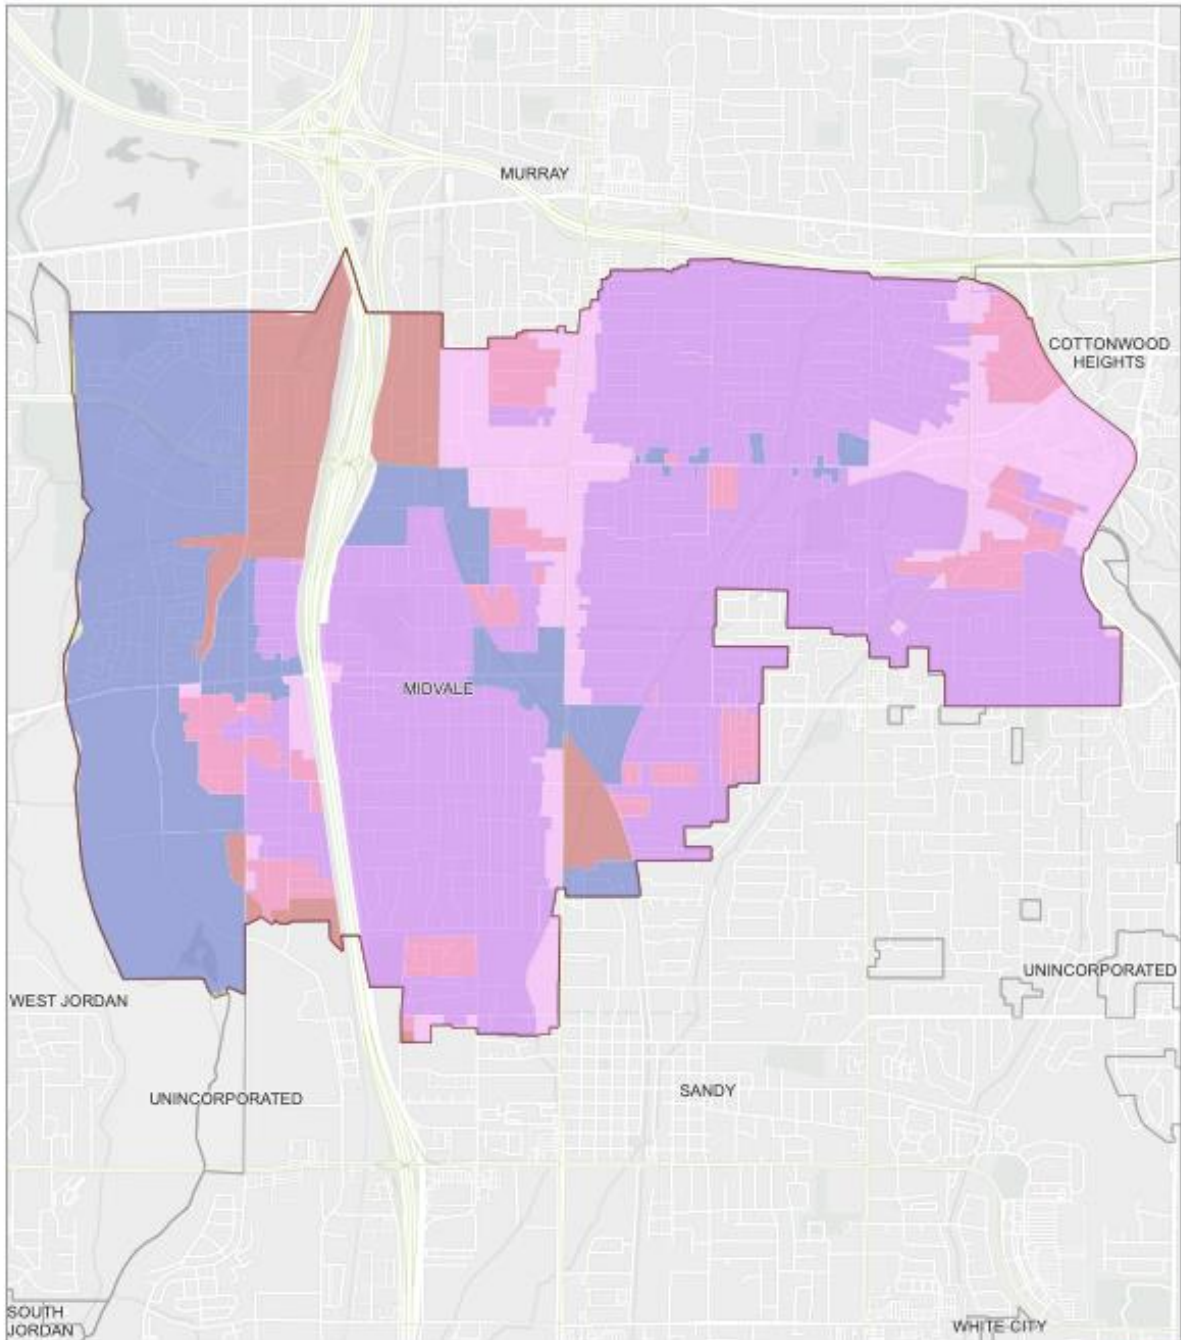 MURRAY
COTTONWOOD
HEIGHTS
MIDVALE
UNINCORPORATED
WEST JORDAN
SANDY
UNINCORPORATED
SOUTH
JORDAN
WHITE CITY